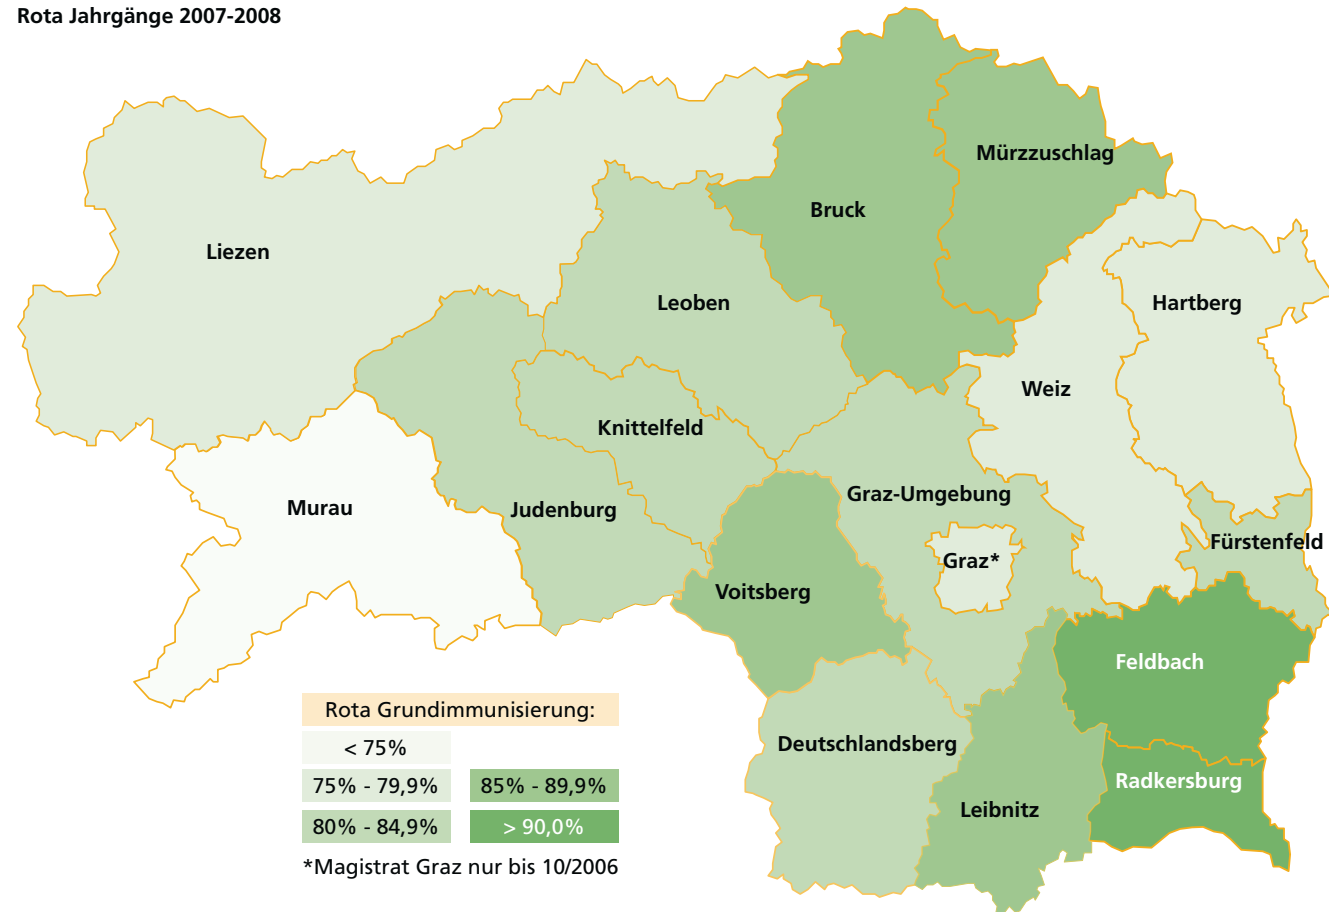 Rota Jahrgänge 2007-2008
Mürzzuschlag
Bruck
Liezen
Leoben
Hartberg
Weiz
Knittelfeld
Graz-Umgebung
Murau
Judenburg
Fürstenfeld
Graz*
Voitsberg
Feldbach
Deutschlandsberg
Radkersburg
Leibnitz
Rota Grundimmunisierung:
< 75%
75% - 79,9%
85% - 89,9%
80% - 84,9%
> 90,0%
*Magistrat Graz nur bis 10/2006